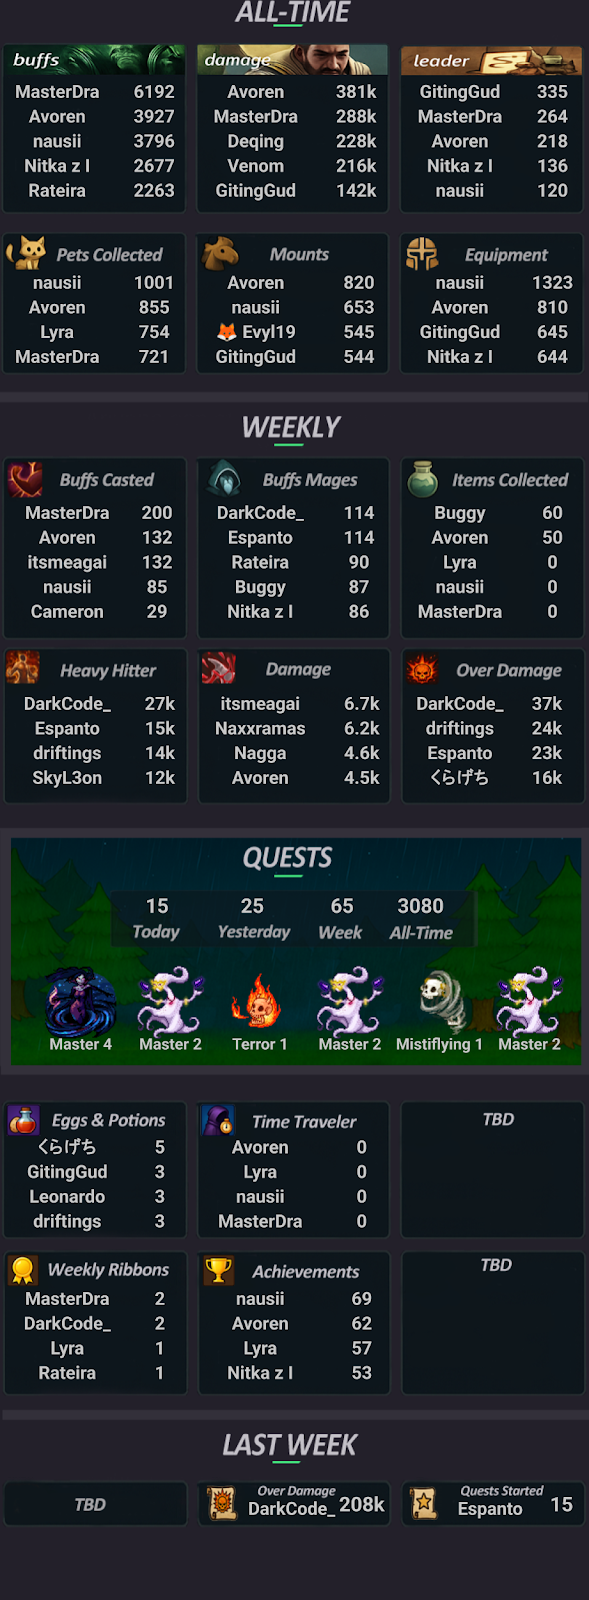 ALL-TIME
buffs
MasterDra 6192
Avoren 3927
nausii 3796
Nitka z l 2677
Rateira 2263
damage
Avoren 381k
MasterDra 288k
Deqing 228k
Venom 216k
GitingGud 142k
leader
GitingGud 335
MasterDra 264
Avoren 218
Nitka z l 136
nausii 120
Pets Collected
nausii 1001
Avoren 855
Lyra 754
MasterDra 721
Mounts
Avoren 820
nausii 653
🦊 Evyl19 545
GitingGud 544
Equipment
nausii 1323
Avoren 810
GitingGud 645
Nitka z l 644
WEEKLY
Buffs Casted
MasterDra 200
Avoren 132
itsmeagai 132
nausii 85
Cameron 29
Buffs Mages
DarkCode_ 114
Espanto 114
Rateira 90
Buggy 87
Nitka z l 86
Items Collected
Buggy 60
Avoren 50
Lyra 0
nausii 0
MasterDra 0
Heavy Hitter
DarkCode_ 27k
Espanto 15k
driftings 14k
SkyL3on 12k
Damage
itsmeagai 6.7k
Naxxramas 6.2k
Nagga 4.6k
Avoren 4.5k
Over Damage
DarkCode_ 37k
driftings 24k
Espanto 23k
くらげち 16k
QUESTS
15 25 65 3080
Today Yesterday Week All-Time
Master 4 Master 2 Terror 1 Master 2 Mistiflying 1 Master 2
Eggs & Potions
くらげち 5
GitingGud 3
Leonardo 3
driftings 3
Time Traveler
Avoren 0
Lyra 0
nausii 0
MasterDra 0
TBD
Weekly Ribbons
MasterDra 2
DarkCode_ 2
Lyra 1
Rateira 1
Achievements
nausii 69
Avoren 62
Lyra 57
Nitka z l 53
TBD
LAST WEEK
TBD
Over Damage
DarkCode_ 208k
Quests Started
Espanto 15